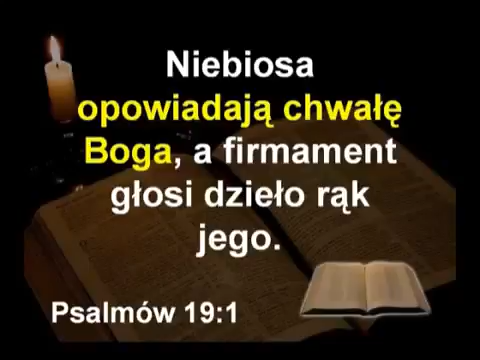 Niebiosa
opowiadają chwałę
Boga, a firmament
głosi dzieło rąk
jego.
Psalmów 19:1